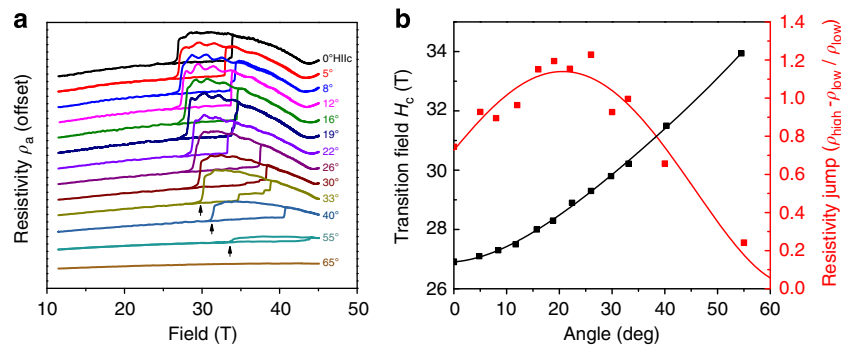 a
Resistivity ρa (offset)
0°HIIc
5°
8°
12°
16°
19°
22°
26°
30°
33°
40°
55°
65°
10 20 30 40 50
Field (T)
b
Transition field Hc (T)
34
32
30
28
26
0 10 20 30 40 50 60
Angle (deg)
1.4
1.2
1.0
0.8
0.6
0.4
0.2
0.0
Resistivity jump (ρhigh -ρlow / ρlow)